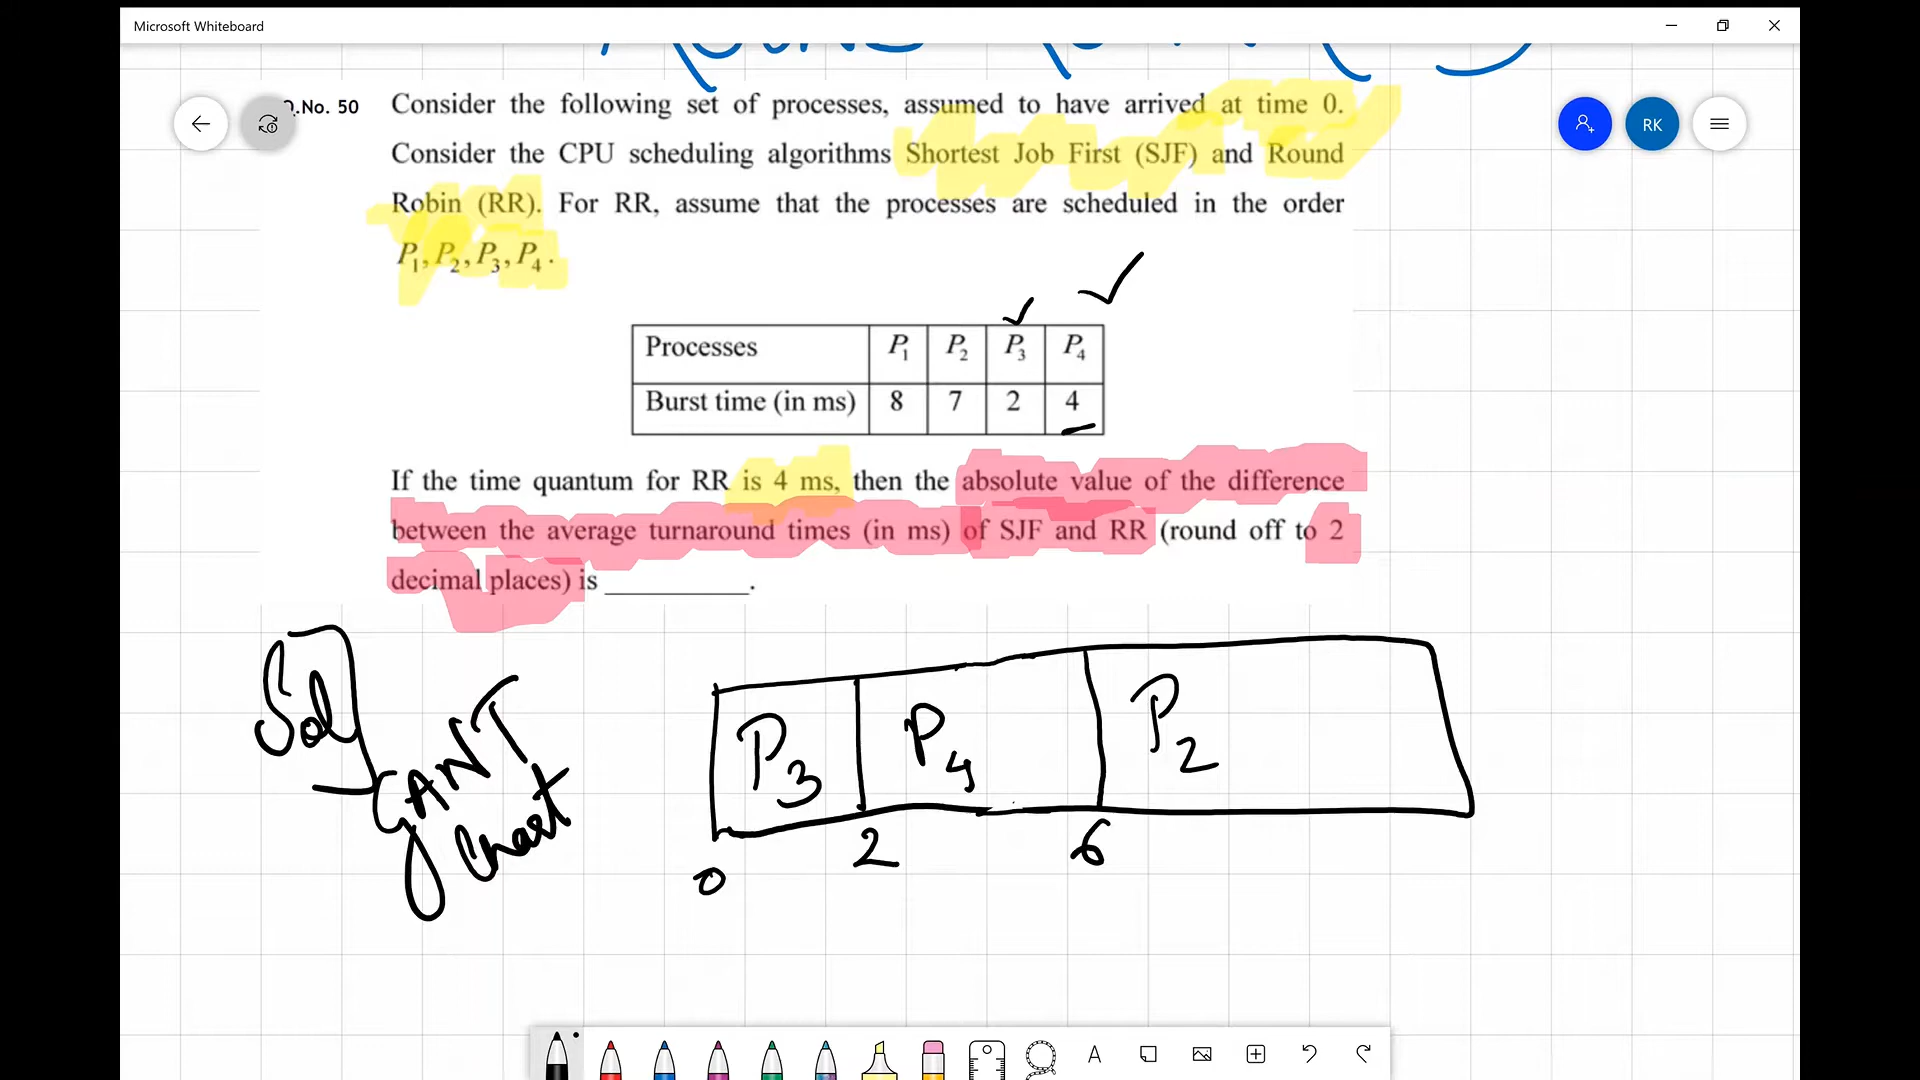 Microsoft Whiteboard
Q.No. 50
Consider the following set of processes, assumed to have arrived at time 0.
Consider the CPU scheduling algorithms Shortest Job First (SJF) and Round
Robin (RR). For RR, assume that the processes are scheduled in the order
P1, P2, P3, P4.
RK
Processes P1 P2 P3 P4
Burst time (in ms) 8 7 2 4
If the time quantum for RR is 4 ms, then the absolute value of the difference
between the average turnaround times (in ms) of SJF and RR (round off to 2
decimal places) is __________.
Sol
GANT
Chart
P3 P4 P2
0 2 6
A